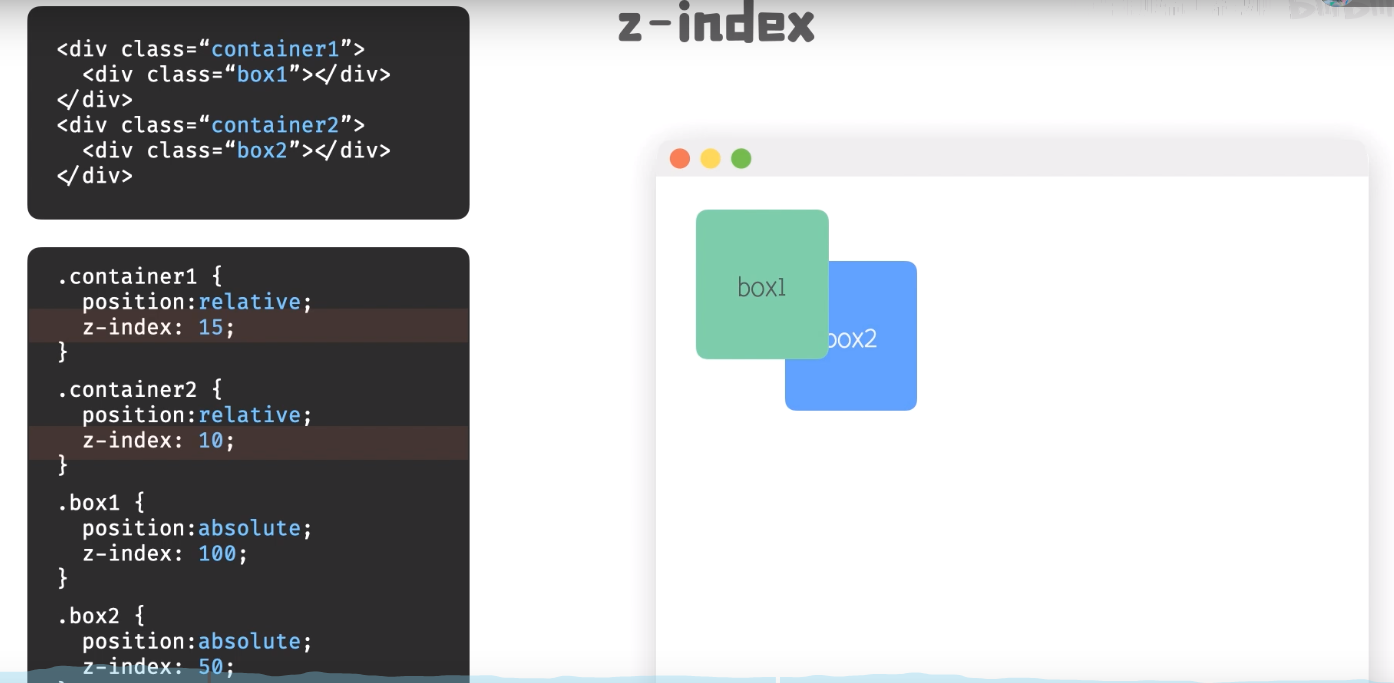 z-index
<div class=“container1”>
<div class=“box1”></div>
</div>
<div class=“container2”>
<div class=“box2”></div>
</div>
.container1 {
position:relative;
z-index: 15;
}
.container2 {
position:relative;
z-index: 10;
}
.box1 {
position:absolute;
z-index: 100;
}
.box2 {
position:absolute;
z-index: 50;
box1
box2